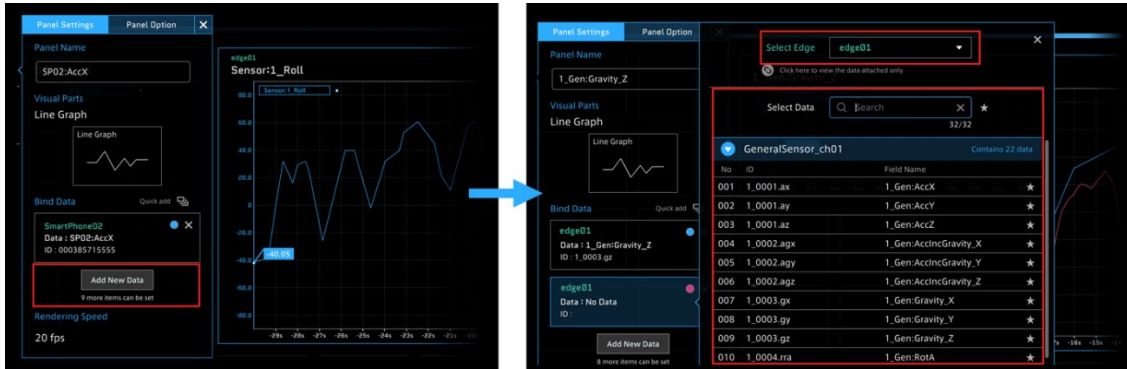 Panel Settings Panel Option ×
Panel Name
SP02:AccX
Visual Parts
Line Graph
Line Graph
Bind Data Quick add
SmartPhone02 ×
Data : SP02:AccX
ID : 000385715555
Add New Data
9 more items can be set
Rendering Speed
20 fps
edge01
Sensor:1_Roll
Sensor:1_Roll
80.0
60.0
40.0
20.0
0
-20.0
-40.0
-40.05
-60.0
-80.0
-29s -28s -27s -26s -25s -24s -23s -22s -21s
Panel Settings Panel Option
Panel Name
1_Gen:Gravity_Z
Visual Parts
Line Graph
Line Graph
Bind Data Quick add
edge01
Data : 1_Gen:Gravity_Z
ID : 1_0003.gz
edge01
Data : No Data
ID :
Add New Data
8 more items can be set
Select Edge edge01 ×
Click here to view the data attached only.
Select Data Search × ★
32/32
GeneralSensor_ch01 Contains 22 data
No ID Field Name
001 1_0001.ax 1_Gen:AccX ★
002 1_0001.ay 1_Gen:AccY ★
003 1_0001.az 1_Gen:AccZ ★
004 1_0002.agx 1_Gen:AccIncGravity_X ★
005 1_0002.agy 1_Gen:AccIncGravity_Y ★
006 1_0002.agz 1_Gen:AccIncGravity_Z ★
007 1_0003.gx 1_Gen:Gravity_X ★
008 1_0003.gy 1_Gen:Gravity_Y ★
009 1_0003.gz 1_Gen:Gravity_Z ★
010 1_0004.rra 1_Gen:RotA ★
-16s -15s